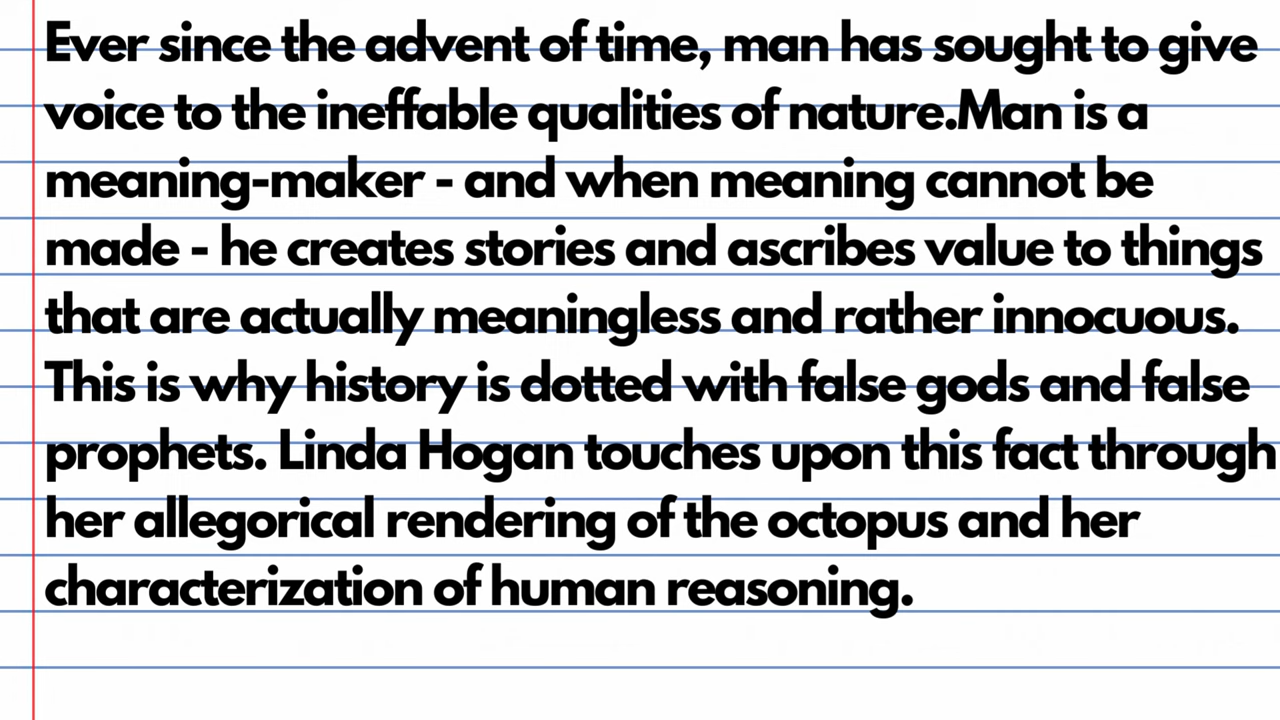 Ever since the advent of time, man has sought to give
voice to the ineffable qualities of nature.Man is a
meaning-maker - and when meaning cannot be
made - he creates stories and ascribes value to things
that are actually meaningless and rather innocuous.
This is why history is dotted with false gods and false
prophets. Linda Hogan touches upon this fact through
her allegorical rendering of the octopus and her
characterization of human reasoning.